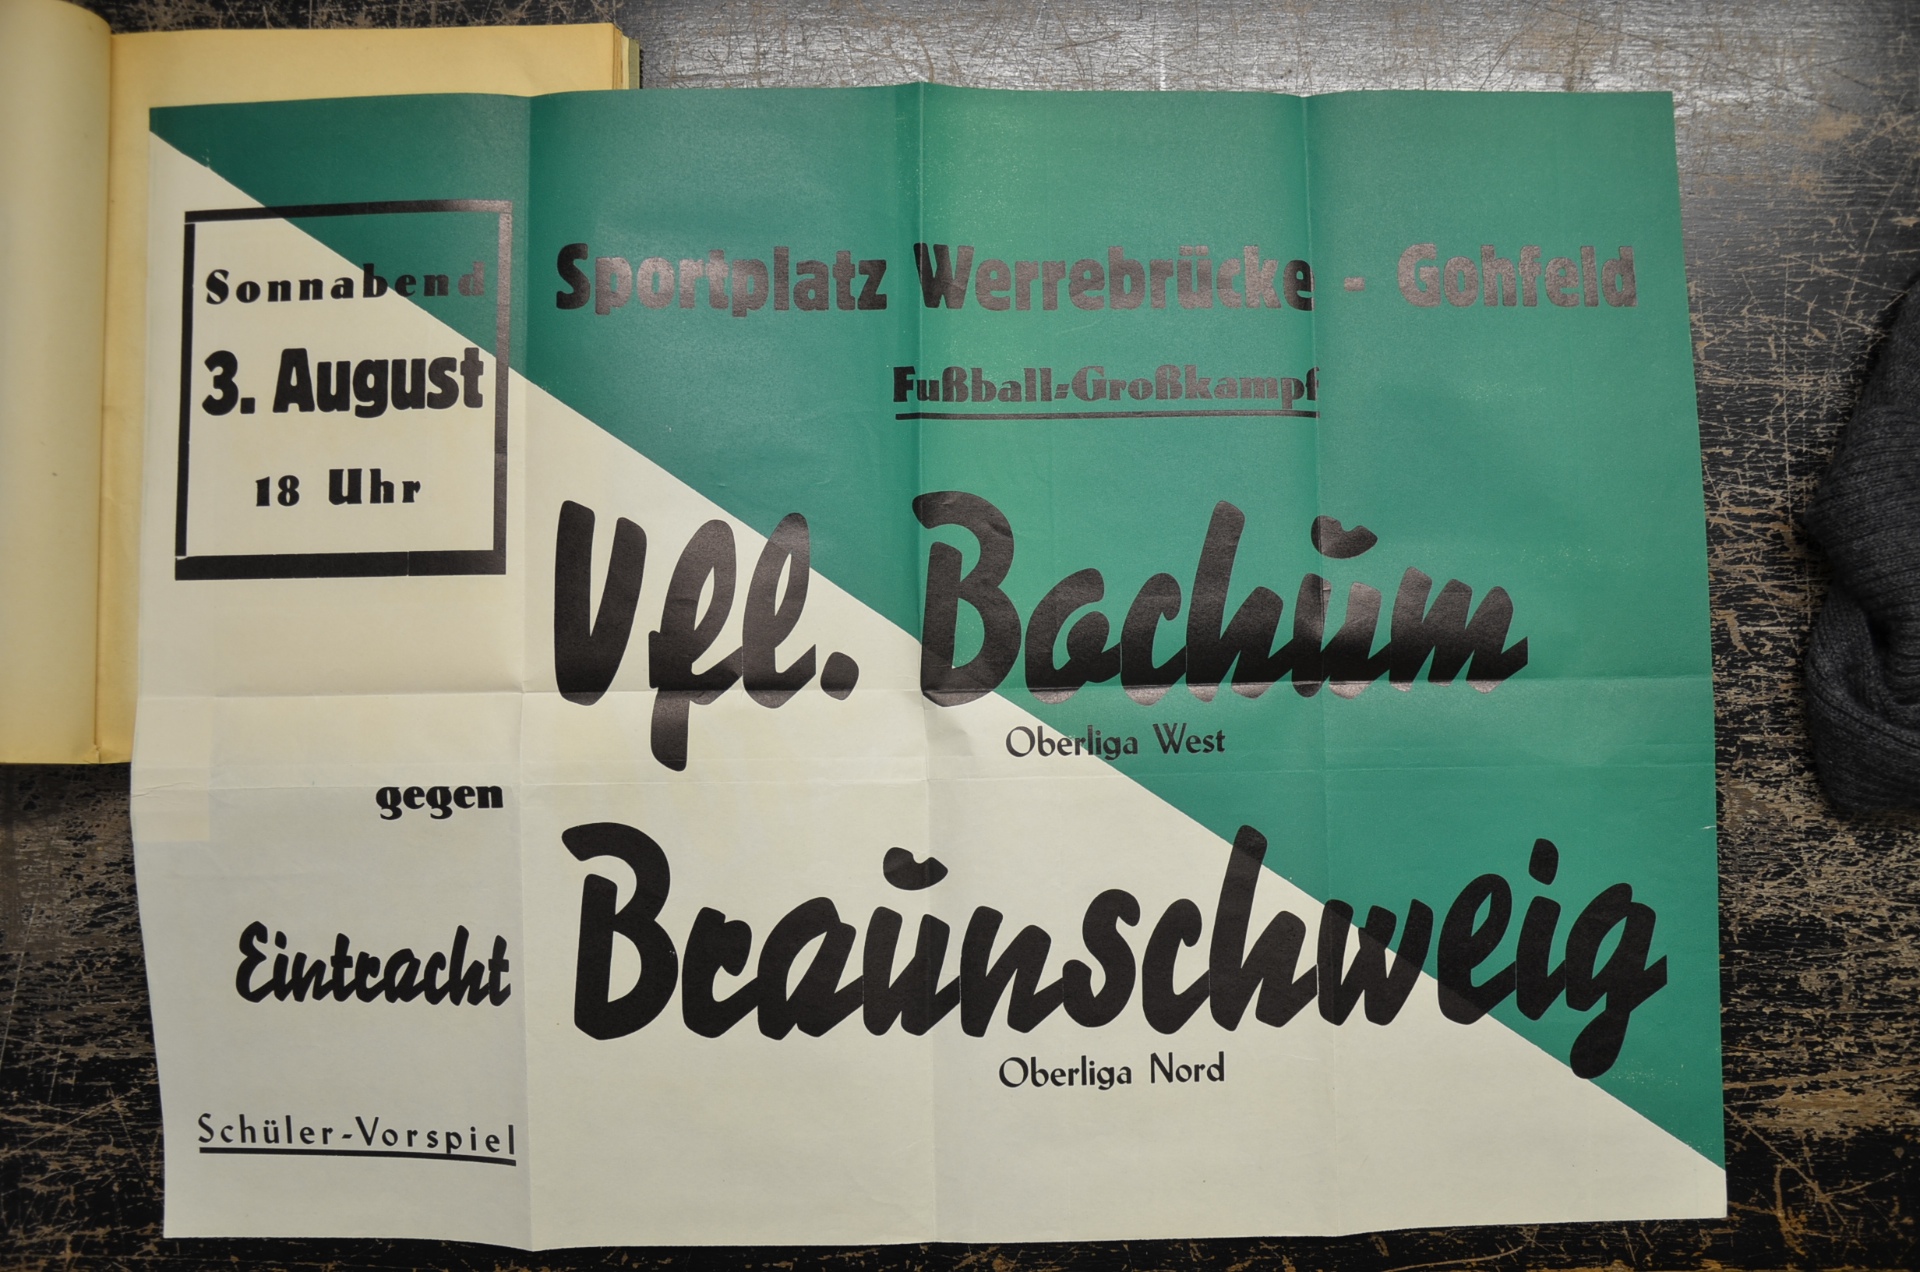 Sonnabend
3. August
18 Uhr
Sportplatz Werrebrücke - Gohfeld
Fußball-Großkampf
Vfl. Bochum
Oberliga West
gegen
Eintracht Braunschweig
Oberliga Nord
Schüler-Vorspiel